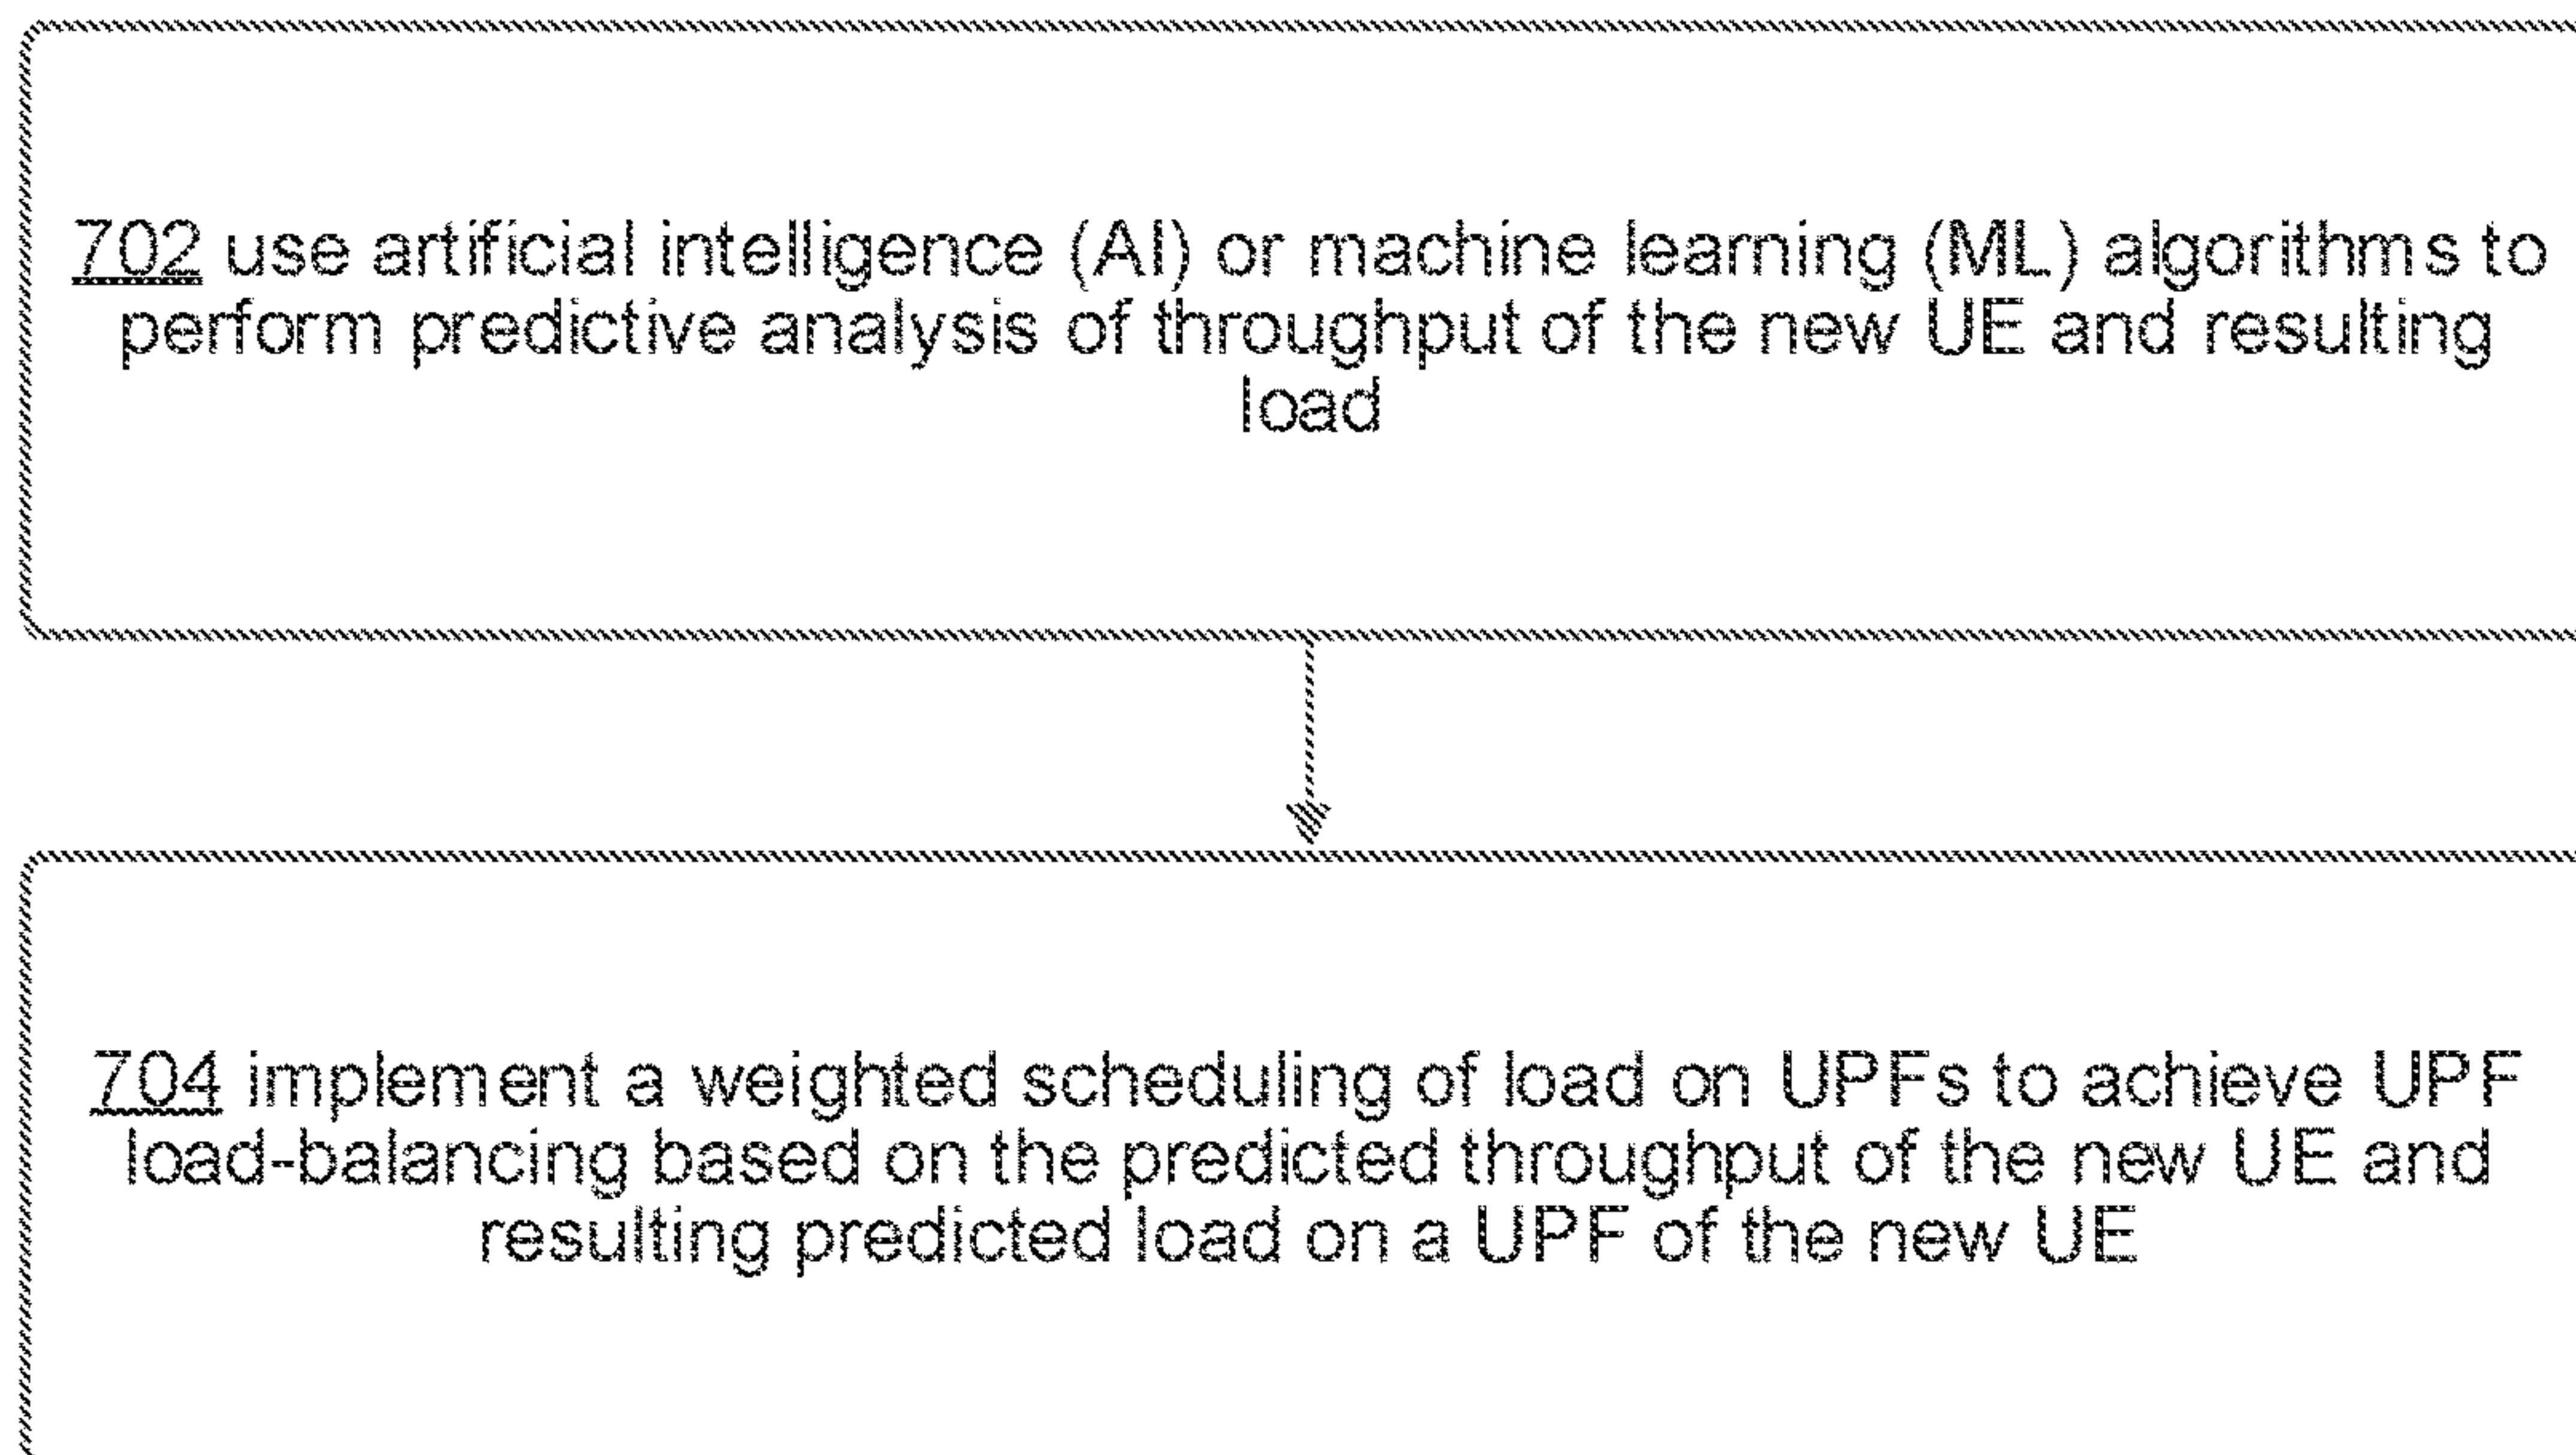 702 use artificial intelligence (AI) or machine learning (ML) algorithms to
perform predictive analysis of throughput of the new UE and resulting
load
704 implement a weighted scheduling of load on UPFs to achieve UPF
load-balancing based on the predicted throughput of the new UE and
resulting predicted load on a UPF of the new UE